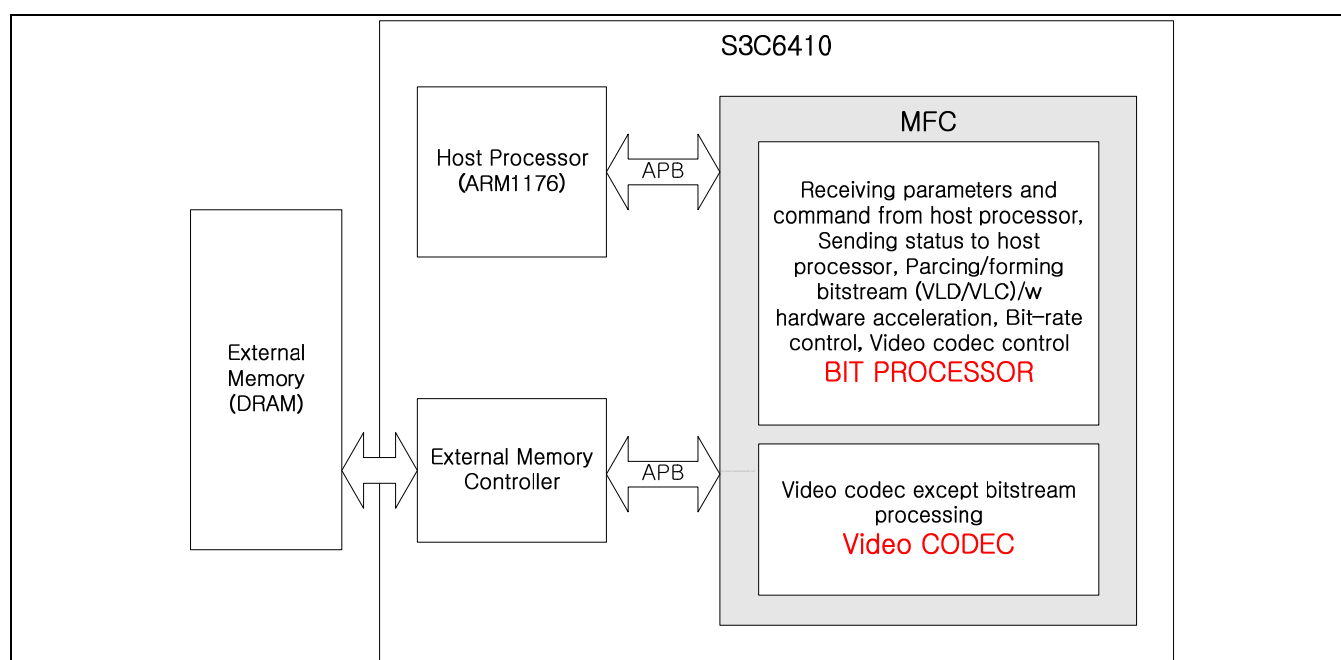 S3C6410
MFC
Host Processor
(ARM1176)
APB
Receiving parameters and
command from host processor,
Sending status to host
processor, Parcing/forming
bitstream (VLD/VLC)/w
hardware acceleration, Bit-rate
control, Video codec control
BIT PROCESSOR
External
Memory
(DRAM)
External Memory
Controller
APB
Video codec except bitstream
processing
Video CODEC